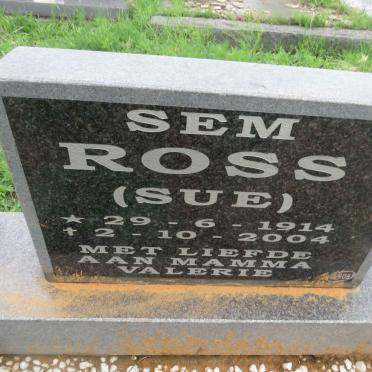 SEM
ROSS
(SUE)
★ 29 - 6 - 1914
† 2 - 10 - 2004
MET LIEFDE
AAN MAMMA
VALERIE